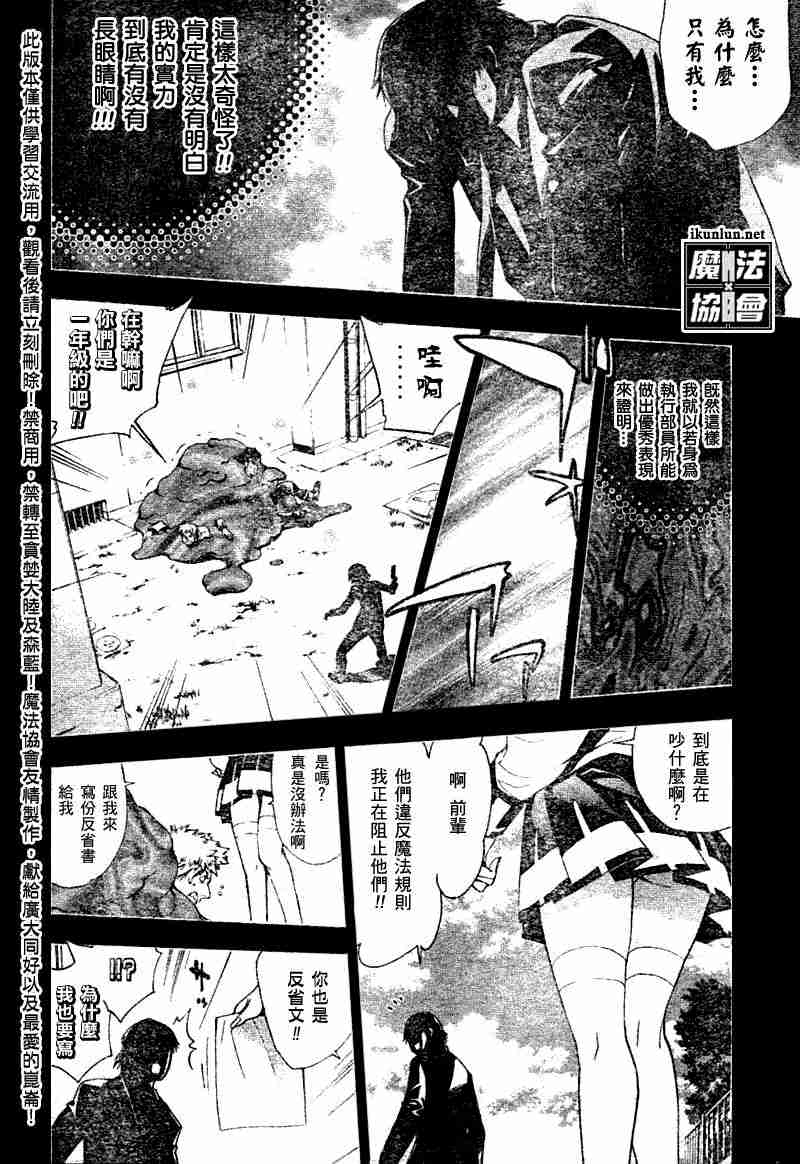 怎麼…
為什麼
只有我…
這樣太奇怪了!!
肯定是沒有明白
我的實力
到底有沒有
長眼睛啊!!!
ikunlun.net
魔法
協會
既然這樣
我就以若身為
執行部員所能
做出優秀表現
來證明…
哇啊
……
在幹嘛啊
你們是
一年級的吧!!
到底是在
吵什麼啊?
啊 前輩
他們違反魔法規則
我正在阻止他們!!
是嗎?
真是沒辦法啊
跟我來
寫份反省書
給我
你也是
反省文!!
!!?
為什麼
我也要寫
此版本僅供學習交流用，觀看後請立刻刪除！禁商用，禁轉至貪婪大陸及森藍！魔法協會友情製作，獻給廣大同好以及最愛的崑崙！